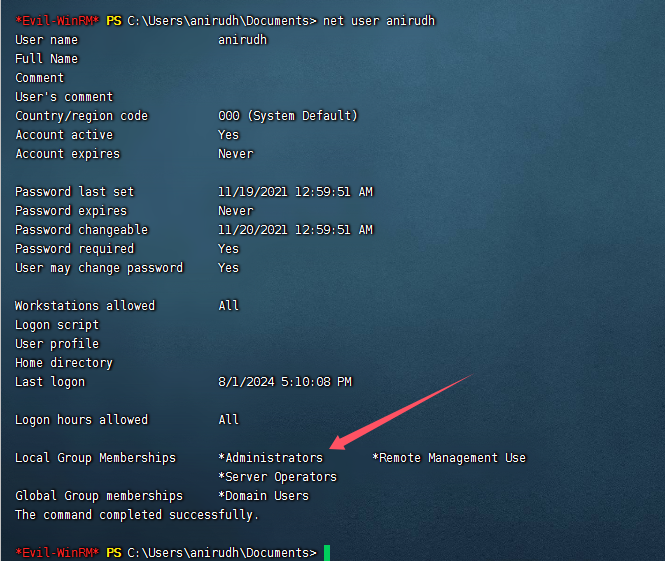 *Evil-WinRM* PS C:\Users\anirudh\Documents> net user anirudh
User name                    anirudh
Full Name
Comment
User's comment
Country/region code          000 (System Default)
Account active               Yes
Account expires              Never
Password last set            11/19/2021 12:59:51 AM
Password expires             Never
Password changeable          11/20/2021 12:59:51 AM
Password required            Yes
User may change password     Yes
Workstations allowed         All
Logon script
User profile
Home directory
Last logon                   8/1/2024 5:10:08 PM
Logon hours allowed          All
Local Group Memberships      *Administrators       *Remote Management Use
                             *Server Operators
Global Group memberships     *Domain Users
The command completed successfully.
*Evil-WinRM* PS C:\Users\anirudh\Documents>